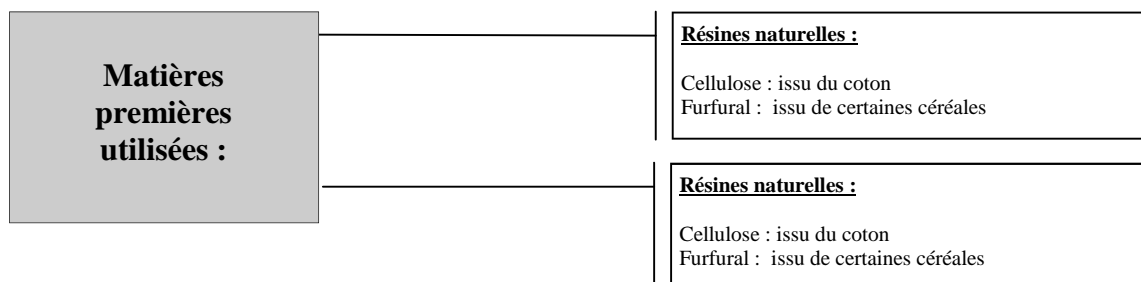 Matières
premières
utilisées :
Résines naturelles :
Cellulose : issu du coton
Furfural : issu de certaines céréales
Résines naturelles :
Cellulose : issu du coton
Furfural : issu de certaines céréales